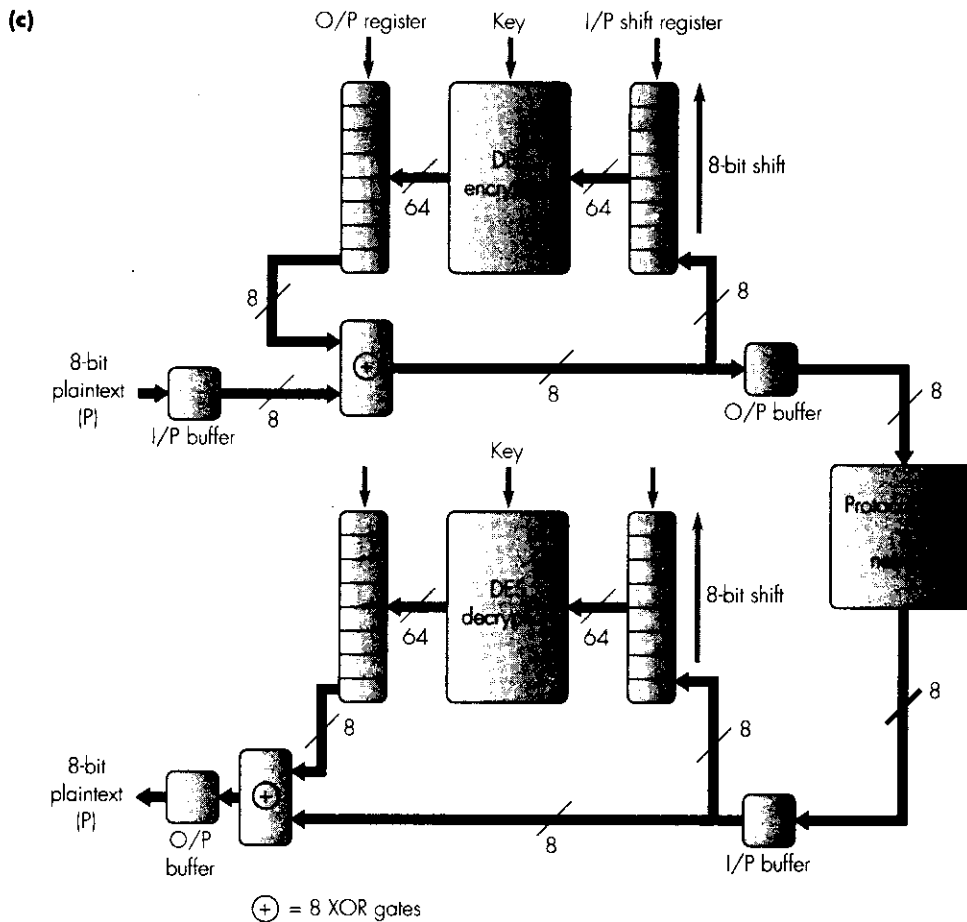 (c)
O/P register
Key
I/P shift register
8-bit shift
64
64
8
8
8-bit
plaintext
(P)
I/P buffer
8
+
8
O/P buffer
8
Key
8-bit shift
64
64
8
8
8
8-bit
plaintext
(P)
O/P
buffer
+
8
I/P buffer
+ = 8 XOR gates